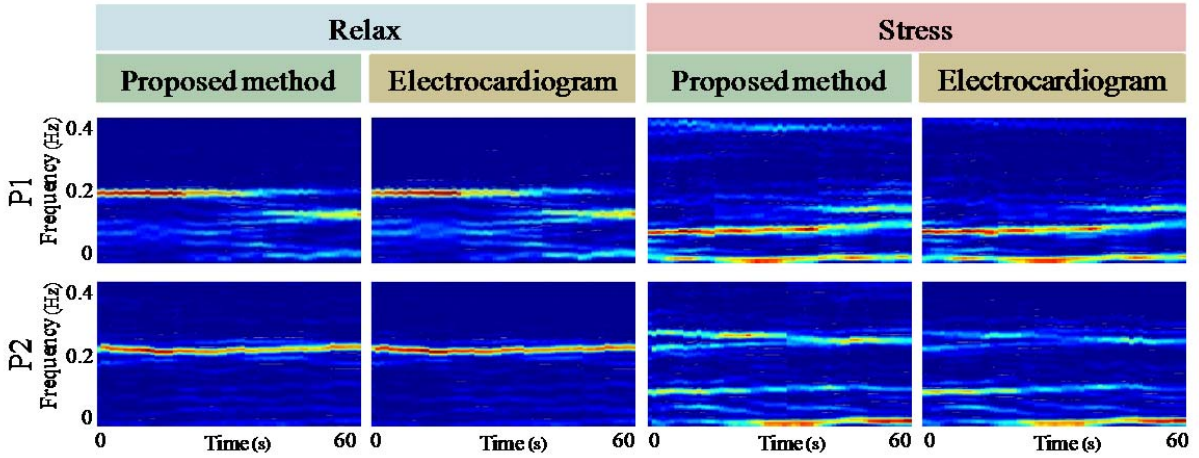 Relax
Stress
Proposed method
Electrocardiogram
Proposed method
Electrocardiogram
P1
Frequency (Hz)
0.4
0.2
0
P2
Frequency (Hz)
0.4
0.2
0
0 Time (s) 60
0 Time (s) 60
0 Time (s) 60
0 Time (s) 60